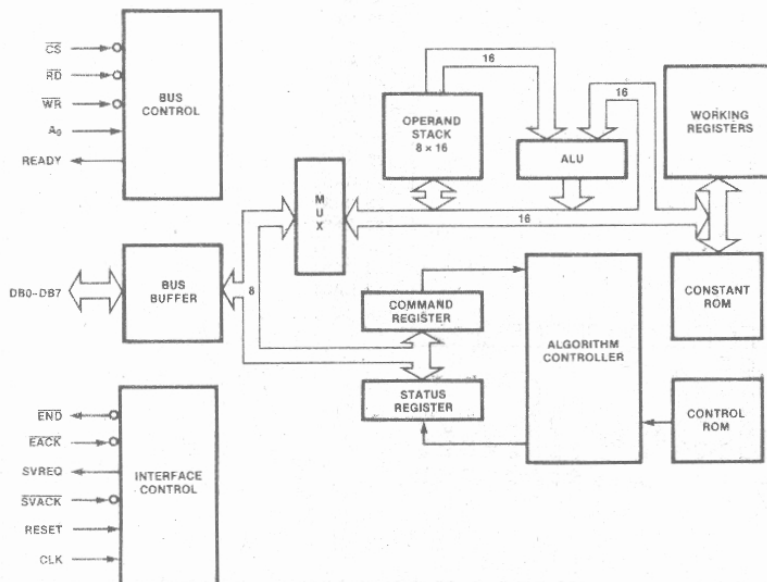 CS
RD
WR
A0
READY
BUS
CONTROL
16
OPERAND
STACK
8 × 16
ALU
16
WORKING
REGISTERS
MUX
16
DB0–DB7
BUS
BUFFER
8
COMMAND
REGISTER
STATUS
REGISTER
ALGORITHM
CONTROLLER
CONSTANT
ROM
CONTROL
ROM
END
EACK
SVREQ
SVACK
RESET
CLK
INTERFACE
CONTROL